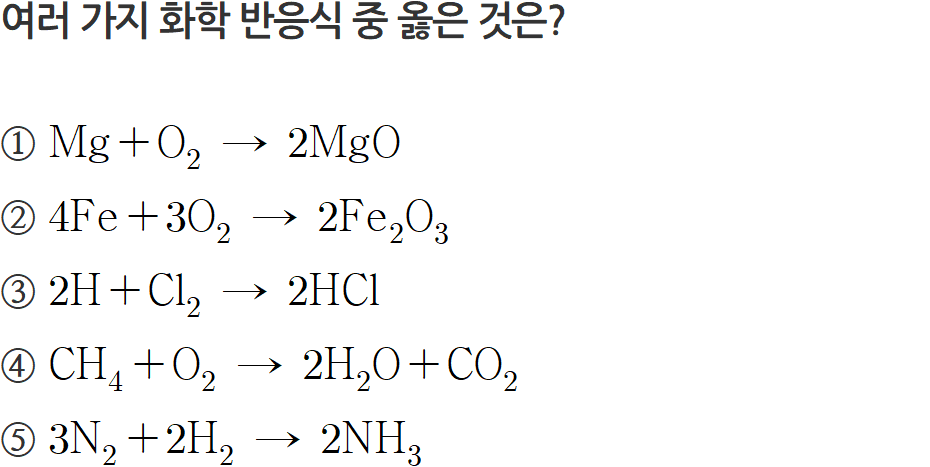 여러 가지 화학 반응식 중 옳은 것은?
① Mg+O₂ → 2MgO
② 4Fe+3O₂ → 2Fe₂O₃
③ 2H+Cl₂ → 2HCl
④ CH₄+O₂ → 2H₂O+CO₂
⑤ 3N₂+2H₂ → 2NH₃